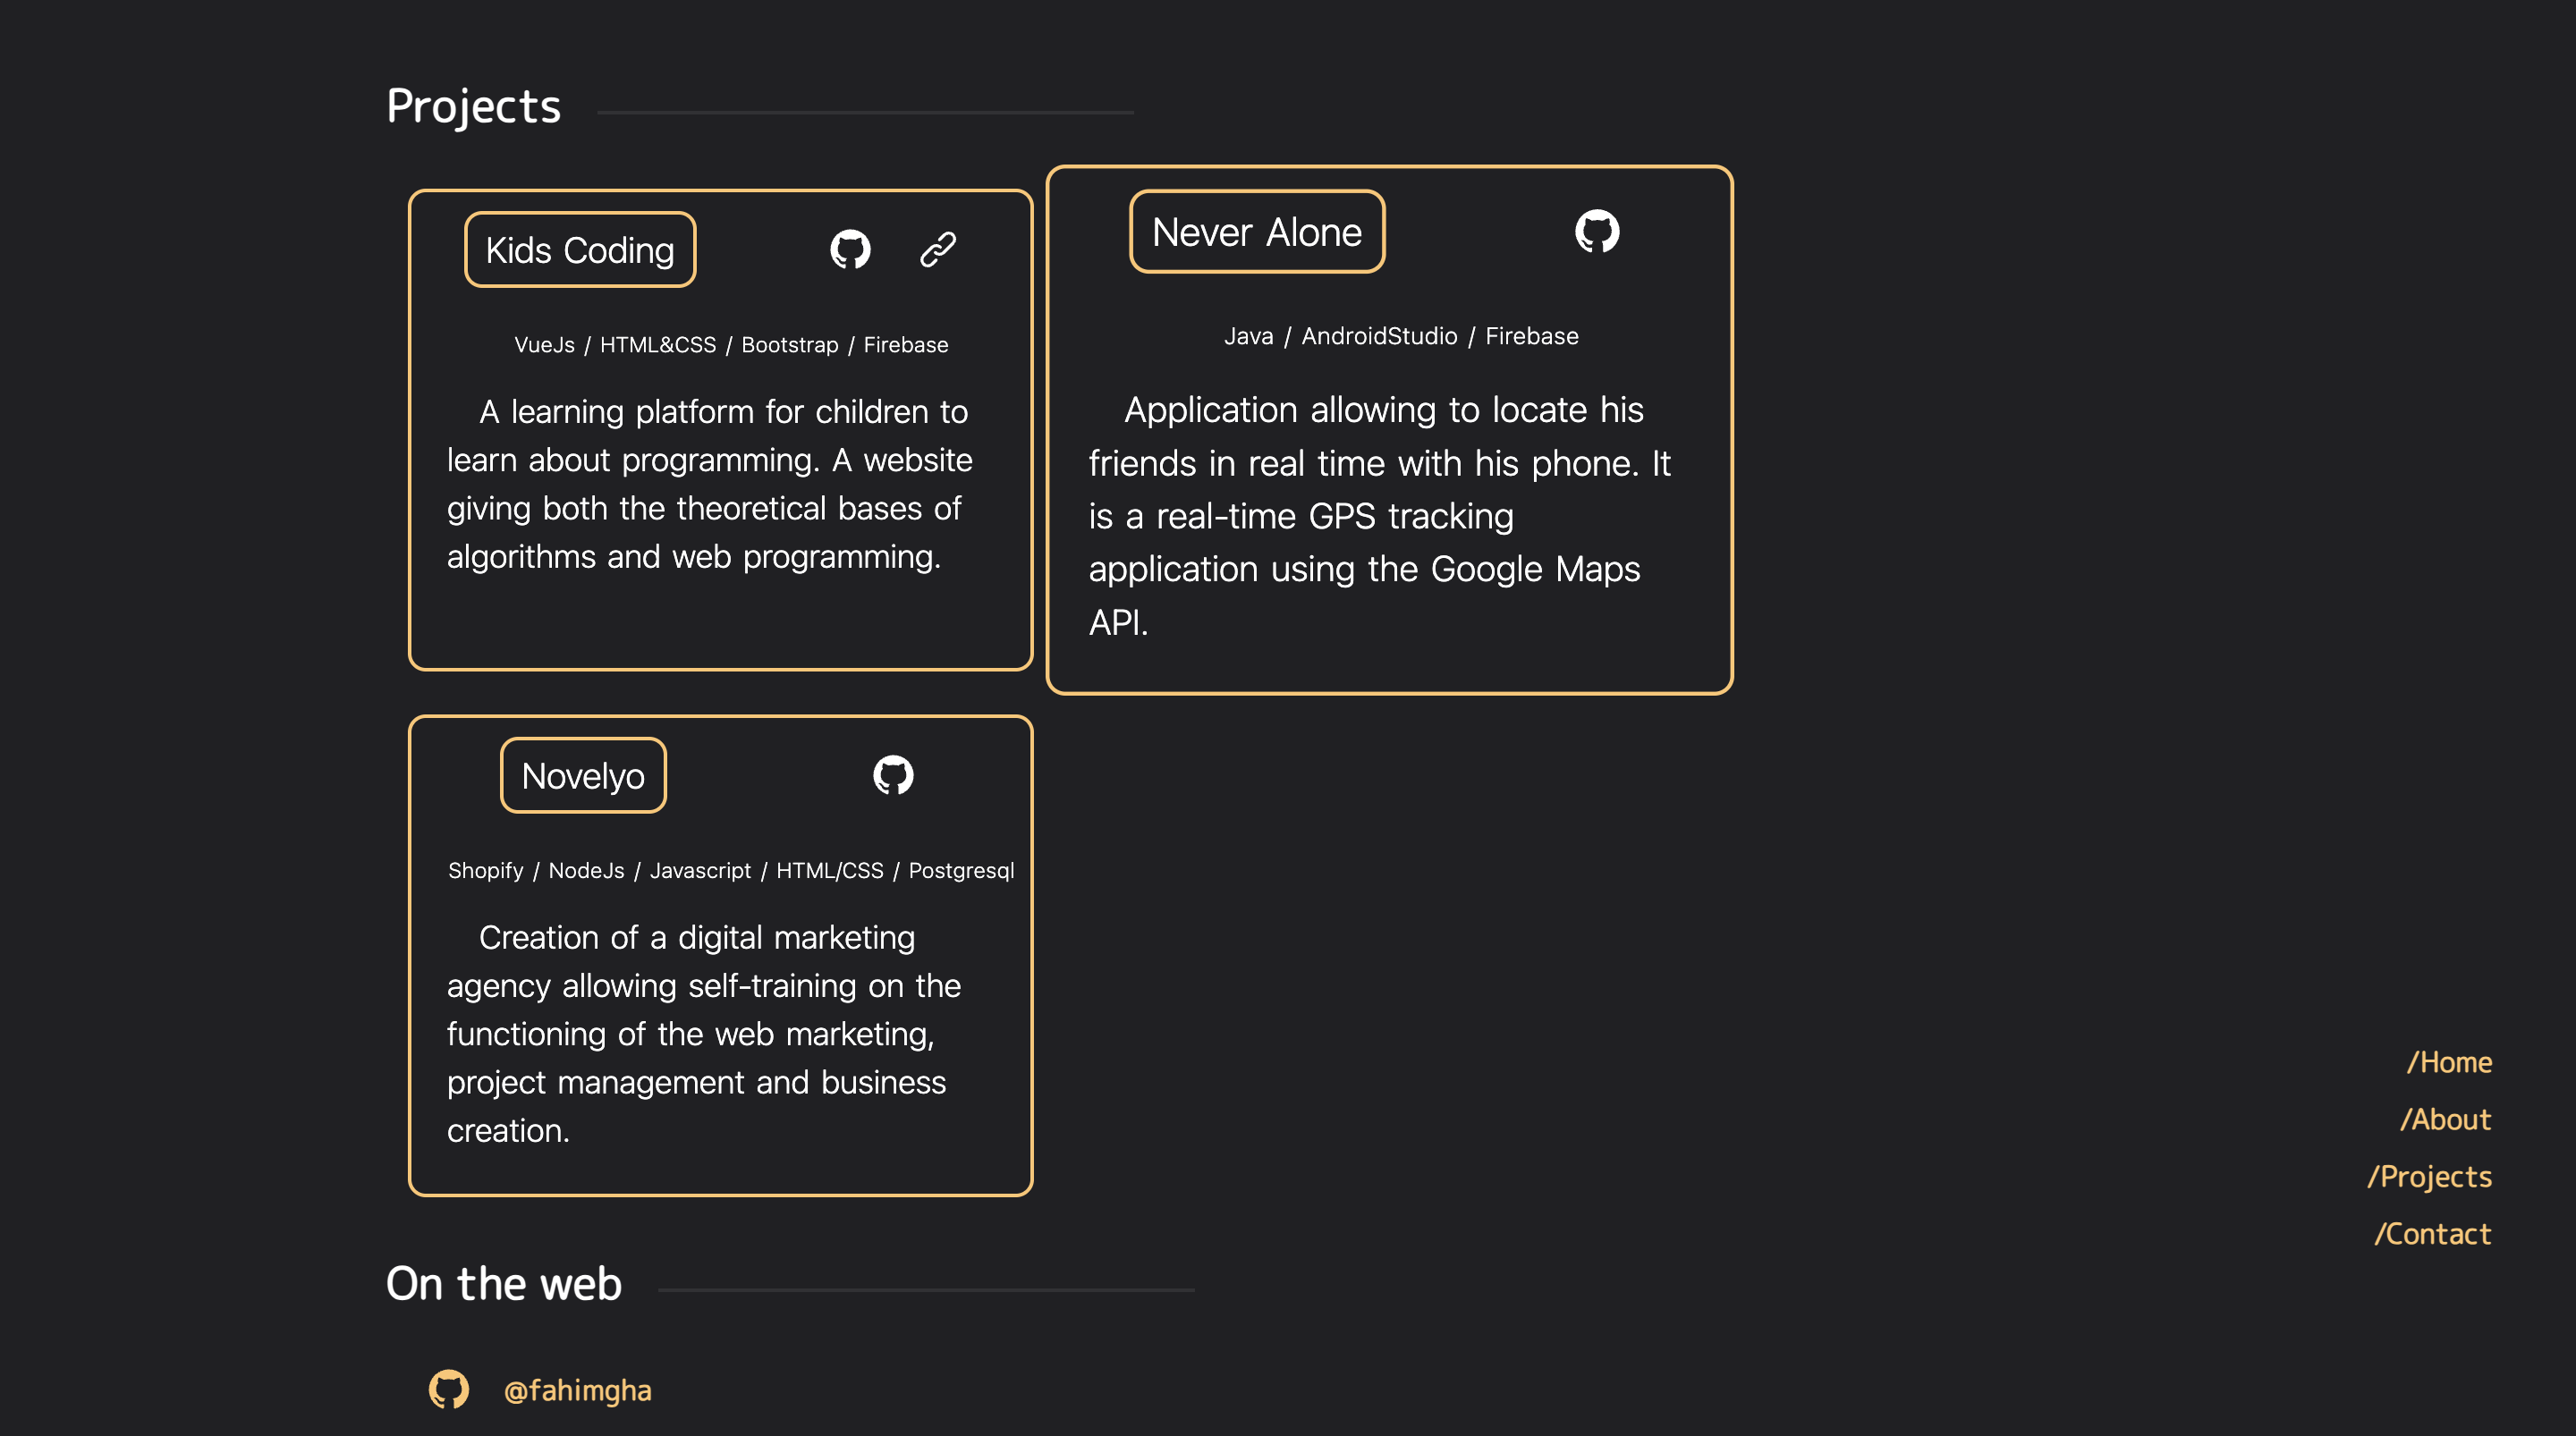 Projects
Kids Coding
VueJs / HTML&CSS / Bootstrap / Firebase
A learning platform for children to
learn about programming. A website
giving both the theoretical bases of
algorithms and web programming.
Never Alone
Java / AndroidStudio / Firebase
Application allowing to locate his
friends in real time with his phone. It
is a real-time GPS tracking
application using the Google Maps
API.
Novelyo
Shopify / NodeJs / Javascript / HTML/CSS / Postgresql
Creation of a digital marketing
agency allowing self-training on the
functioning of the web marketing,
project management and business
creation.
/Home
/About
/Projects
/Contact
On the web
@fahimgha